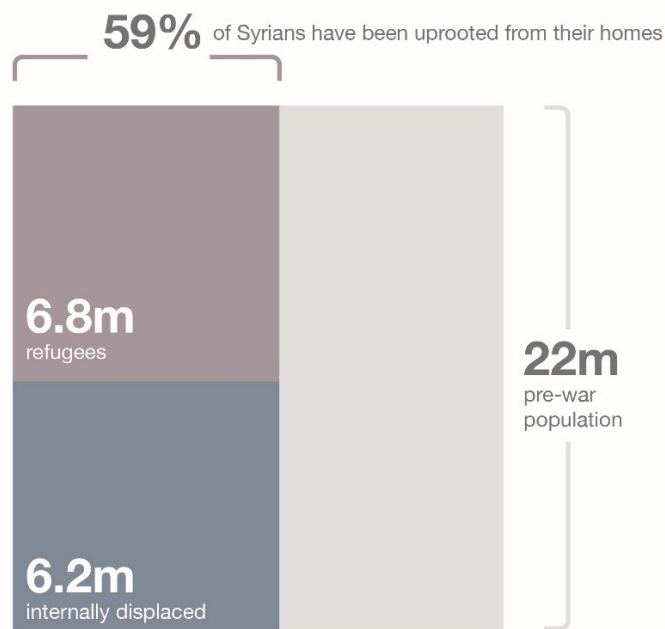 59% of Syrians have been uprooted from their homes
6.8m
refugees
22m
pre-war
population
6.2m
internally displaced